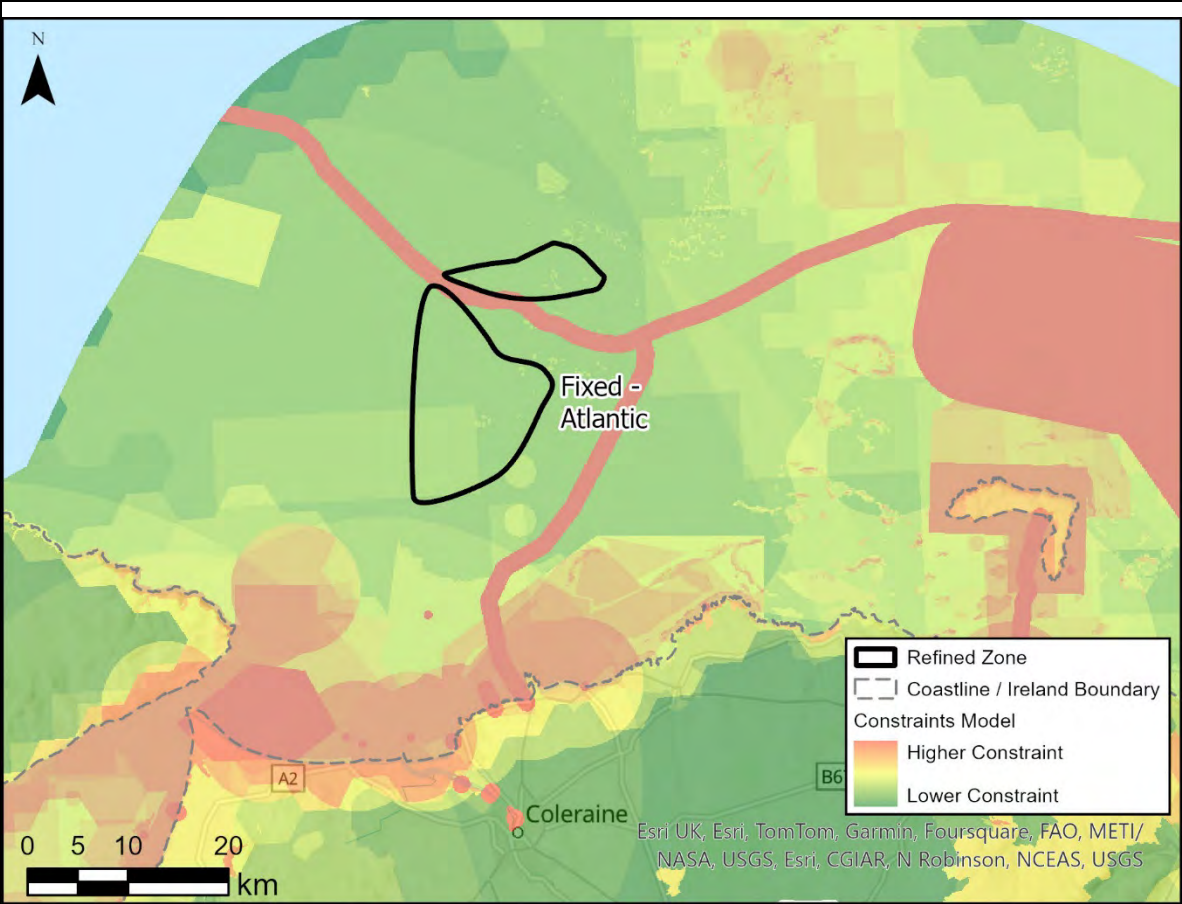 N
Fixed -
Atlantic
Refined Zone
Coastline / Ireland Boundary
Constraints Model
Higher Constraint
Lower Constraint
A2
B67
Coleraine
0 5 10 20
km
Esri UK, Esri, TomTom, Garmin, Foursquare, FAO, METI/
NASA, USGS, Esri, CGIAR, N Robinson, NCEAS, USGS